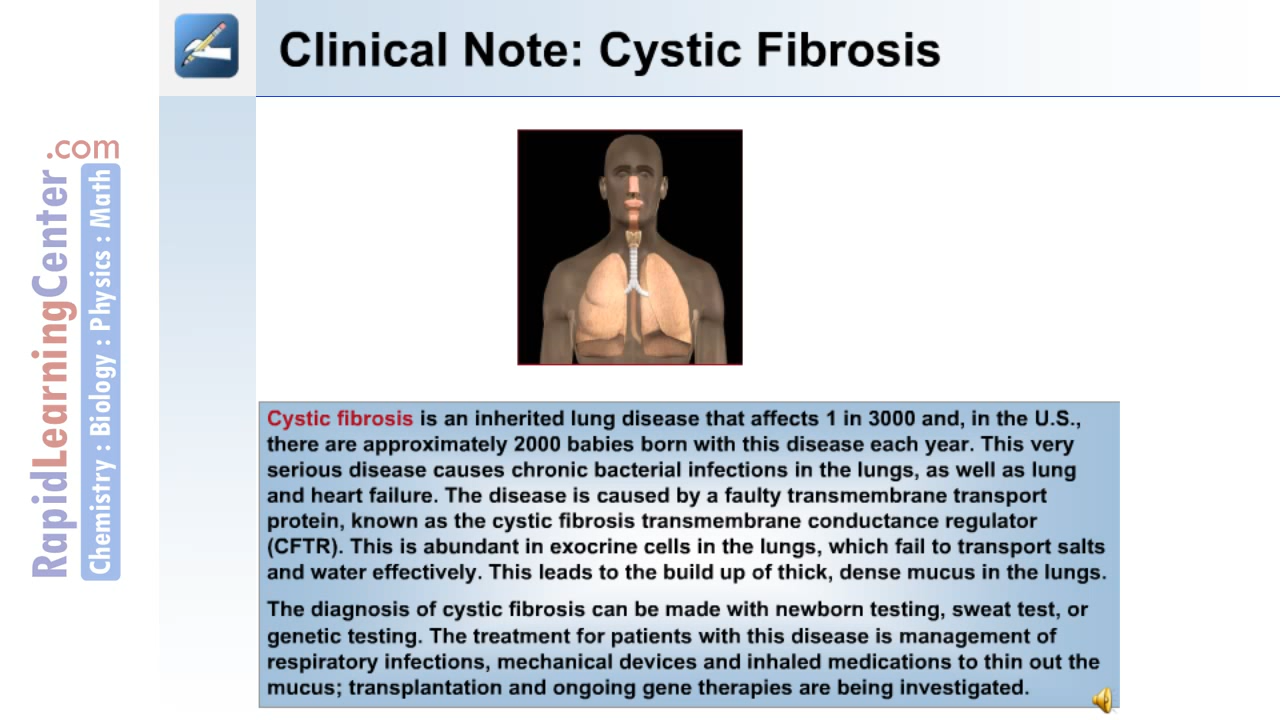 Clinical Note: Cystic Fibrosis
RapidLearningCenter.com
Chemistry : Biology : Physics : Math
Cystic fibrosis is an inherited lung disease that affects 1 in 3000 and, in the U.S.,
there are approximately 2000 babies born with this disease each year. This very
serious disease causes chronic bacterial infections in the lungs, as well as lung
and heart failure. The disease is caused by a faulty transmembrane transport
protein, known as the cystic fibrosis transmembrane conductance regulator
(CFTR). This is abundant in exocrine cells in the lungs, which fail to transport salts
and water effectively. This leads to the build up of thick, dense mucus in the lungs.
The diagnosis of cystic fibrosis can be made with newborn testing, sweat test, or
genetic testing. The treatment for patients with this disease is management of
respiratory infections, mechanical devices and inhaled medications to thin out the
mucus; transplantation and ongoing gene therapies are being investigated.